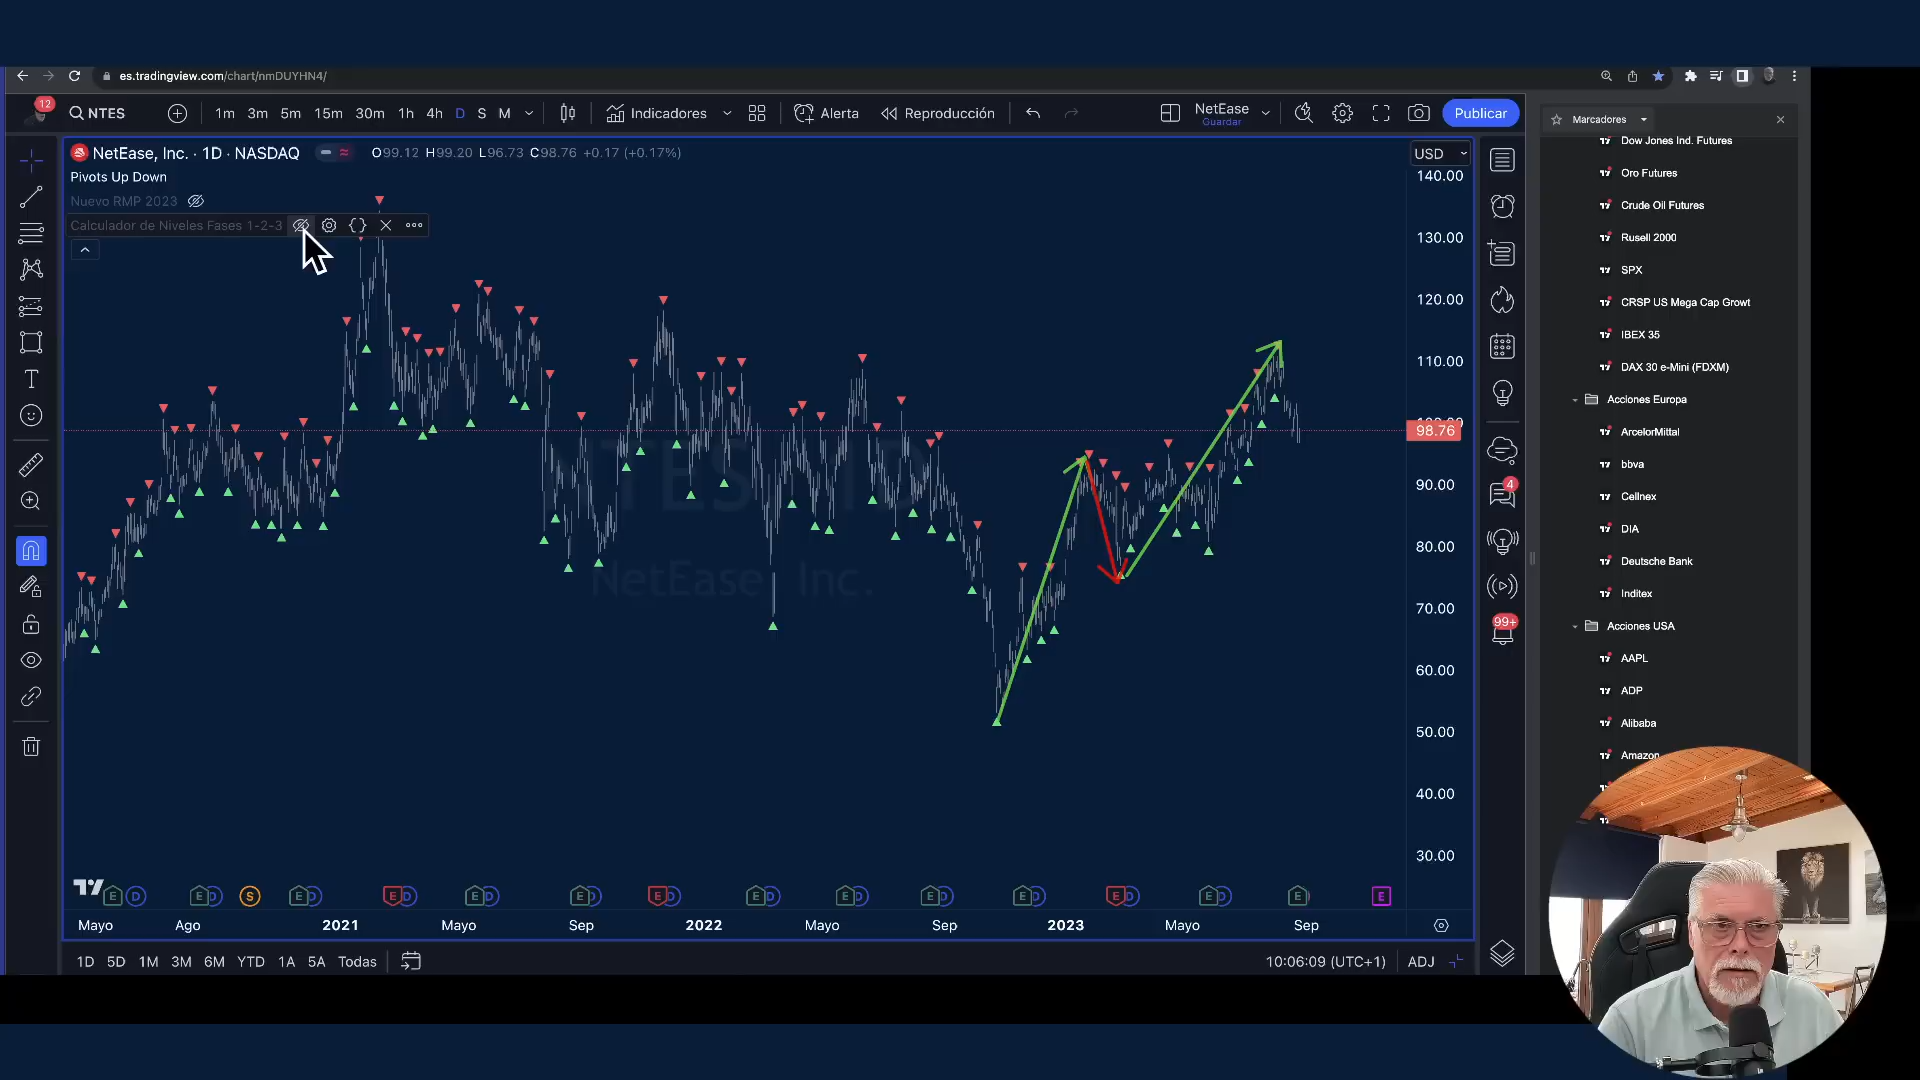 es.tradingview.com/chart/nmDUYHN4/
12
NTES
1m 3m 5m 15m 30m 1h 4h D S M
Indicadores
Alerta
Reproducción
NetEase
Guardar
Publicar
Marcadores
NetEase, Inc. · 1D · NASDAQ
O99.12 H99.20 L96.73 C98.76 +0.17 (+0.17%)
USD
Pivots Up Down
Nuevo RMP 2023
Calculador de Niveles Fases 1-2-3
140.00
130.00
120.00
110.00
98.76
90.00
80.00
70.00
60.00
50.00
40.00
30.00
NTES, 1D
NetEase, Inc.
4
99+
Dow Jones Ind. Futures
Oro Futures
Crude Oil Futures
Rusell 2000
SPX
CRSP US Mega Cap Growt
IBEX 35
DAX 30 e-Mini (FDXM)
Acciones Europa
ArcelorMittal
bbva
Cellnex
DIA
Deutsche Bank
Inditex
Acciones USA
AAPL
ADP
Alibaba
Amazon
E D E D S E D E D E D E D E D E D E D E D E D E D E D E E
Mayo Ago 2021 Mayo Sep 2022 Mayo Sep 2023 Mayo Sep
1D 5D 1M 3M 6M YTD 1A 5A Todas
10:06:09 (UTC+1) ADJ